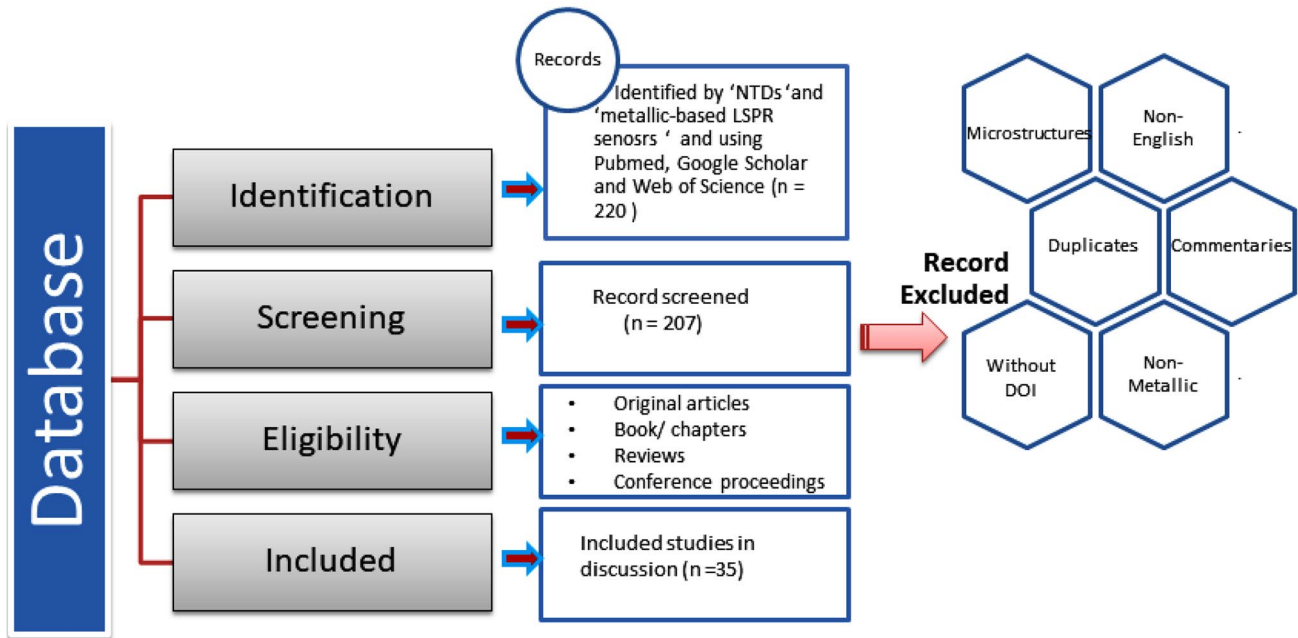 Database
Identification
Records
Identified by ‘NTDs ‘and
‘metallic-based LSPR
senosrs ‘ and using
Pubmed, Google Scholar
and Web of Science (n =
220 )
Screening
Record screened
(n = 207)
Eligibility
• Original articles
• Book/ chapters
• Reviews
• Conference proceedings
Included
Included studies in
discussion (n =35)
Record
Excluded
Microstructures
Non-
English
.
Duplicates
Commentaries
Without
DOI
Non-
Metallic
.